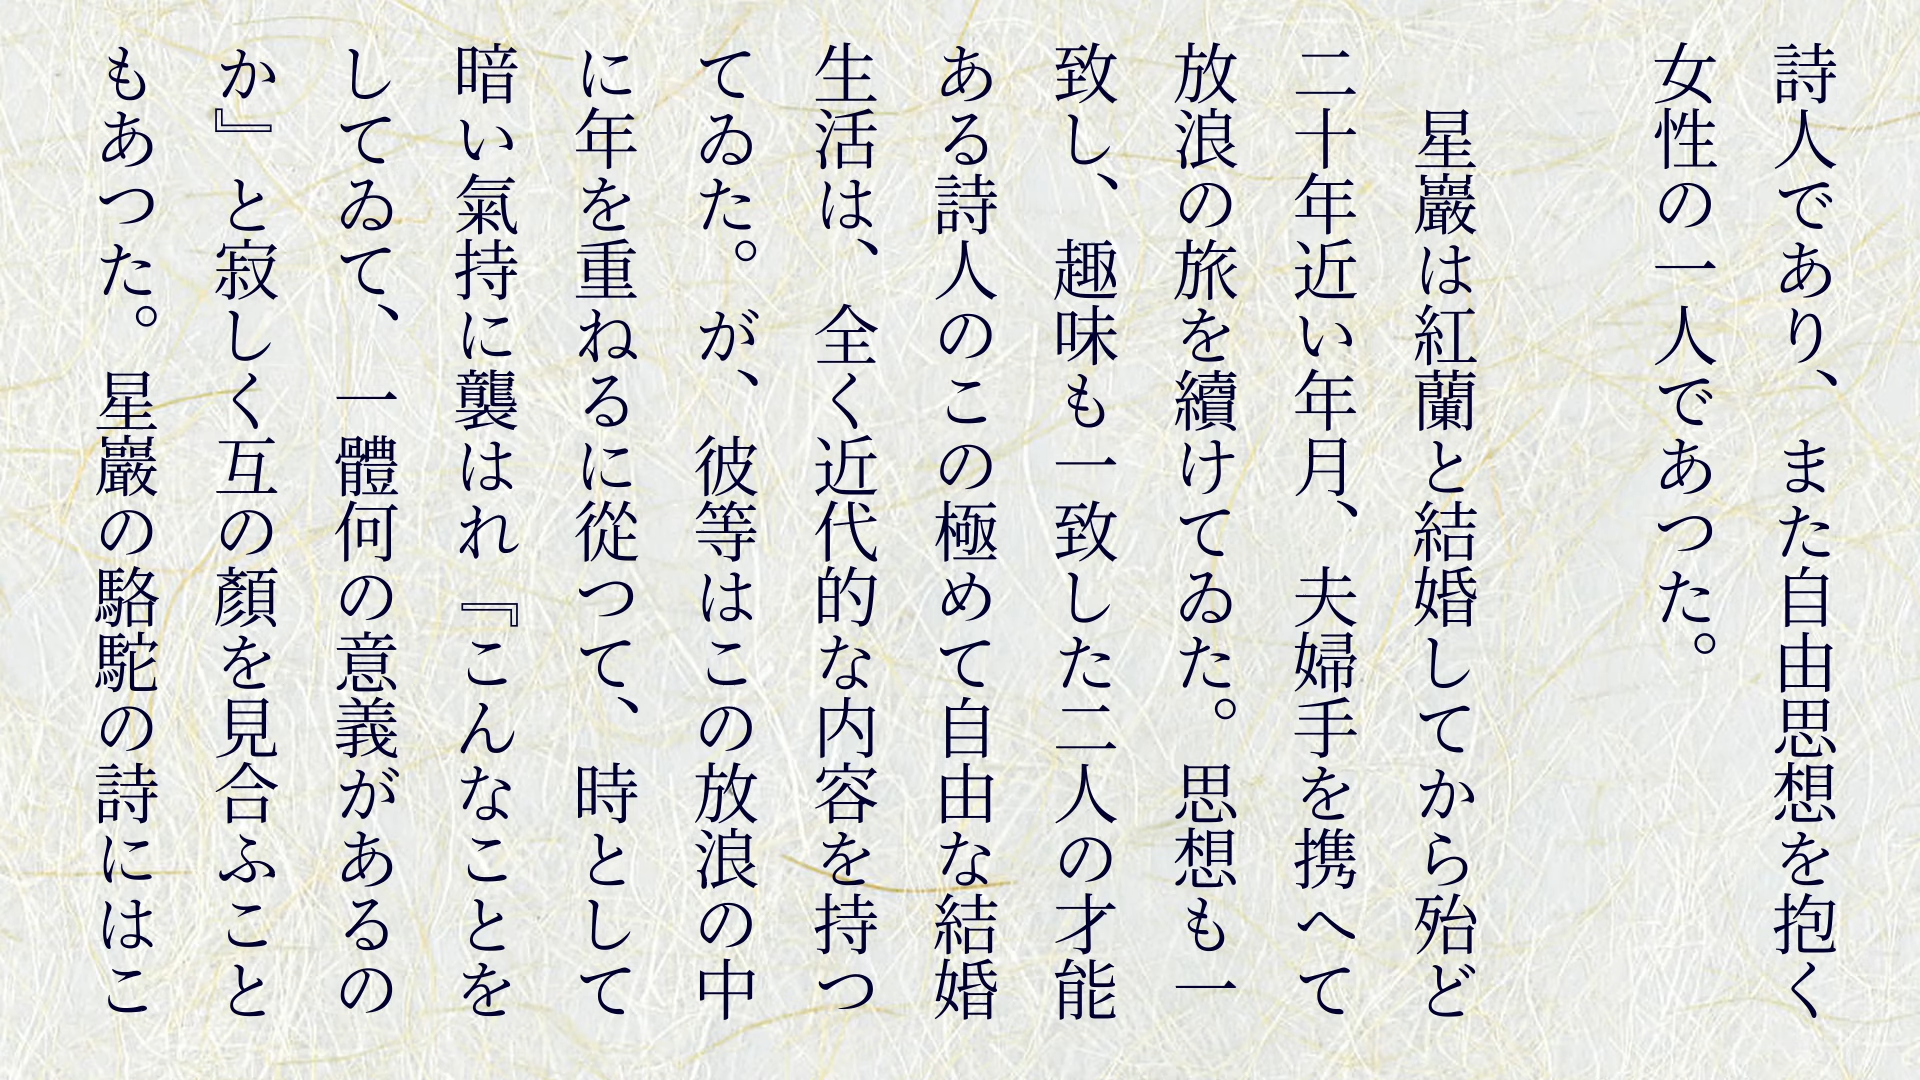 詩人であり、また自由思想を抱く
女性の一人であつた。
星巖は紅蘭と結婚してから殆ど
二十年近い年月、夫婦手を携へて
放浪の旅を續けてゐた。思想も一
致し、趣味も一致した二人の才能
ある詩人のこの極めて自由な結婚
生活は、全く近代的な内容を持つ
てゐた。が、彼等はこの放浪の中
に年を重ねるに從つて、時として
暗い氣持に襲はれ『こんなことを
してゐて、一體何の意義があるの
か』と寂しく互の顏を見合ふこと
もあつた。星巖の駱駝の詩にはこ